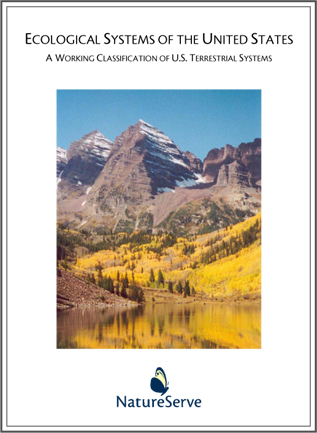 ECOLOGICAL SYSTEMS OF THE UNITED STATES
A WORKING CLASSIFICATION OF U.S. TERRESTRIAL SYSTEMS
NatureServe